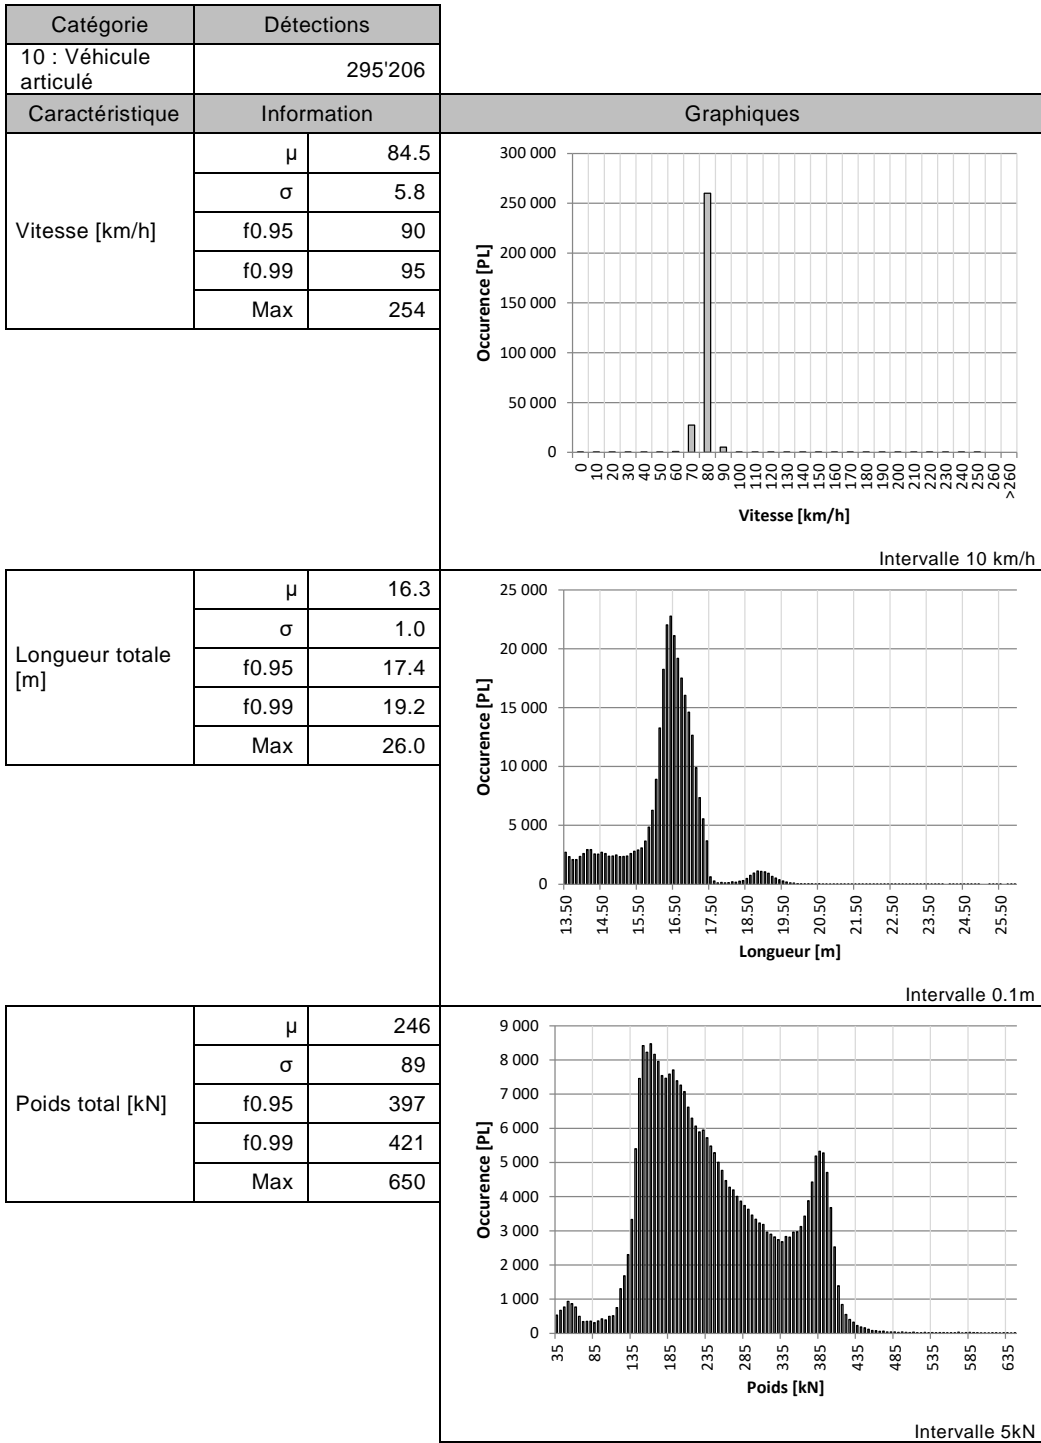 Catégorie Détections
10 : Véhicule
articulé 295'206
Caractéristique Information Graphiques
Vitesse [km/h]
µ 84.5
σ 5.8
f0.95 90
f0.99 95
Max 254
Occurence [PL]
300 000
250 000
200 000
150 000
100 000
50 000
0
0 10 20 30 40 50 60 70 80 90 100 110 120 130 140 150 160 170 180 190 200 210 220 230 240 250 260 >260
Vitesse [km/h]
Intervalle 10 km/h
Longueur totale
[m]
µ 16.3
σ 1.0
f0.95 17.4
f0.99 19.2
Max 26.0
Occurence [PL]
25 000
20 000
15 000
10 000
5 000
0
13.50 14.50 15.50 16.50 17.50 18.50 19.50 20.50 21.50 22.50 23.50 24.50 25.50
Longueur [m]
Intervalle 0.1m
Poids total [kN]
µ 246
σ 89
f0.95 397
f0.99 421
Max 650
Occurence [PL]
9 000
8 000
7 000
6 000
5 000
4 000
3 000
2 000
1 000
0
35 85 135 185 235 285 335 385 435 485 535 585 635
Poids [kN]
Intervalle 5kN